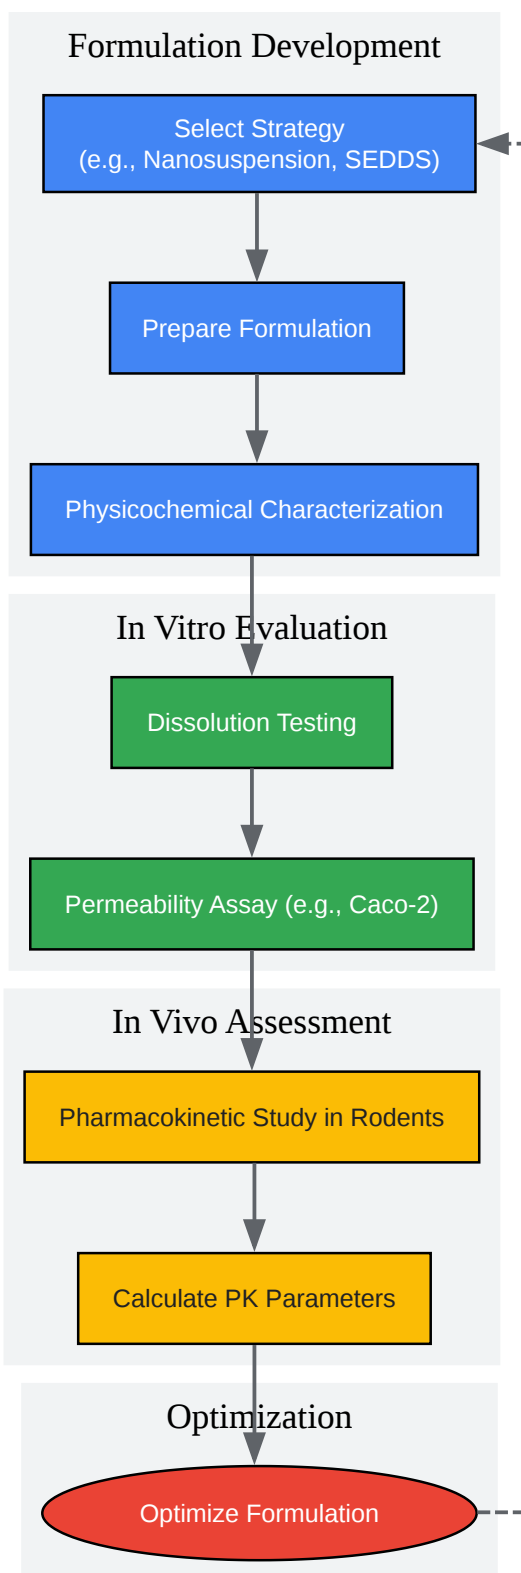 Formulation Development
Select Strategy
(e.g., Nanosuspension, SEDDS)
Prepare Formulation
Physicochemical Characterization
In Vitro Evaluation
Dissolution Testing
Permeability Assay (e.g., Caco-2)
In Vivo Assessment
Pharmacokinetic Study in Rodents
Calculate PK Parameters
Optimization
Optimize Formulation